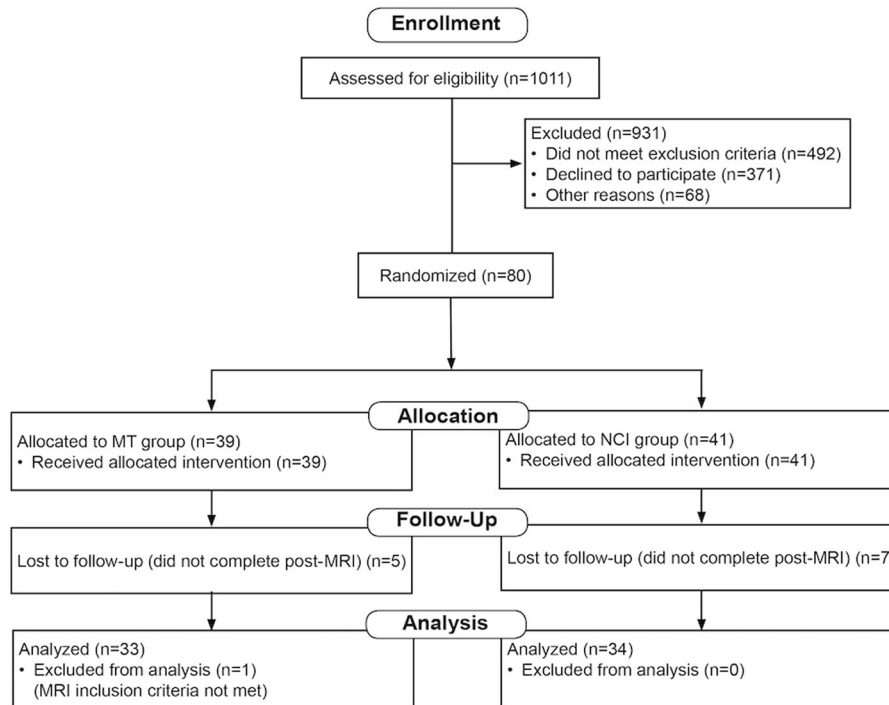 Enrollment
Assessed for eligibility (n=1011)
Excluded (n=931)
• Did not meet exclusion criteria (n=492)
• Declined to participate (n=371)
• Other reasons (n=68)
Randomized (n=80)
Allocation
Allocated to MT group (n=39)
• Received allocated intervention (n=39)
Allocated to NCI group (n=41)
• Received allocated intervention (n=41)
Follow-Up
Lost to follow-up (did not complete post-MRI) (n=5)
Lost to follow-up (did not complete post-MRI) (n=7
Analysis
Analyzed (n=33)
• Excluded from analysis (n=1)
(MRI inclusion criteria not met)
Analyzed (n=34)
• Excluded from analysis (n=0)